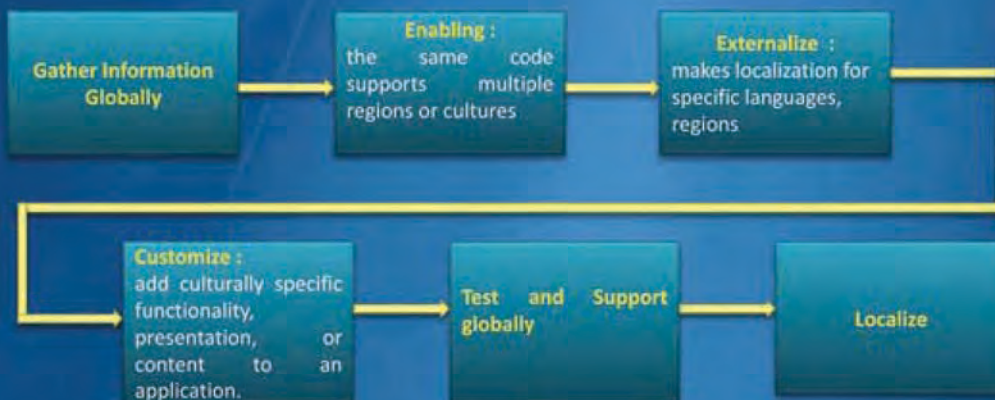 Gather Information
Globally
Enabling :
the same code
supports multiple
regions or cultures
Externalize :
makes localization for
specific languages,
regions
Customize :
add culturally specific
functionality,
presentation, or
content to an
application.
Test and Support
globally
Localize